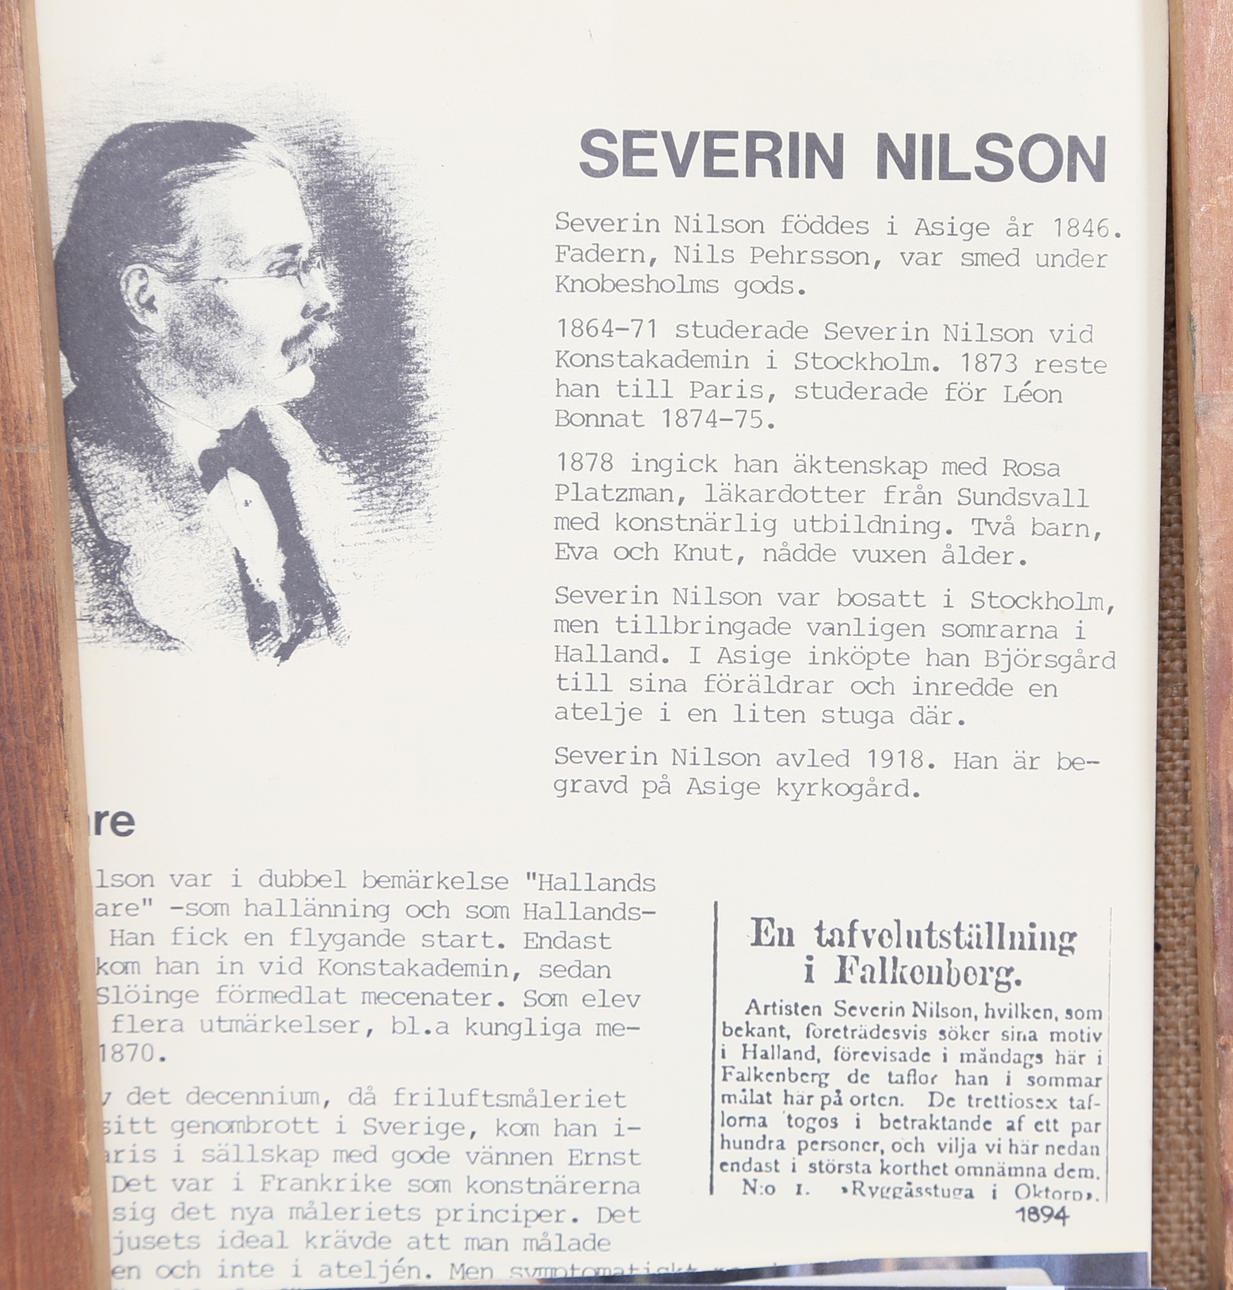 SEVERIN NILSON
Severin Nilson föddes i Asige år 1846.
Fadern, Nils Pehrsson, var smed under
Knobesholms gods.
1864-71 studerade Severin Nilson vid
Konstakademin i Stockholm. 1873 reste
han till Paris, studerade för Léon
Bonnat 1874-75.
1878 ingick han äktenskap med Rosa
Platzman, läkardotter från Sundsvall
med konstnärlig utbildning. Två barn,
Eva och Knut, nådde vuxen ålder.
Severin Nilson var bosatt i Stockholm,
men tillbringade vanligen somrarna i
Halland. I Asige inköpte han Björsgård
till sina föräldrar och inredde en
atelje i en liten stuga där.
Severin Nilson avled 1918. Han är be-
gravd på Asige kyrkogård.
are
lson var i dubbel bemärkelse "Hallands
are" -som hallänning och som Hallands-
Han fick en flygande start. Endast
kom han in vid Konstakademin, sedan
Slöinge förmedlat mecenater. Som elev
flera utmärkelser, bl.a kungliga me-
1870.
det decennium, då friluftsmåleriet
sitt genombrott i Sverige, kom han i-
aris i sällskap med gode vännen Ernst
Det var i Frankrike som konstnärerna
sig det nya måleriets principer. Det
jusets ideal krävde att man målade
en och inte i ateljén. Men symptomatiskt
En tafvelutställning
i Falkenberg.
Artisten Severin Nilson, hvilken, som
bekant, företrädesvis söker sina motiv
i Halland, förevisade i måndags här i
Falkenberg de taflor han i sommar
målat här på orten. De trettiosex taf-
lorna togos i betraktande af ett par
hundra personer, och vilja vi här nedan
endast i största korthet omnämna dem.
N:o 1. »Ryggåsstuga i Oktorp».
1894